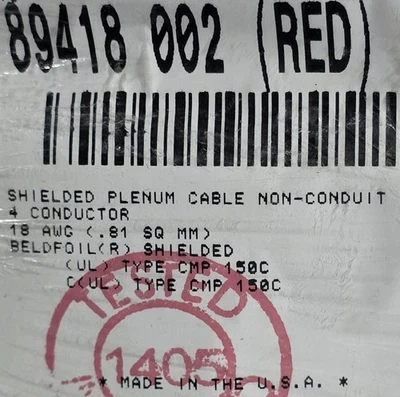 89418 002 (RED)
SHIELDED PLENUM CABLE NON-CONDUIT
4 CONDUCTOR
18 AWG (.81 SQ MM)
BELDFOIL(R) SHIELDED
(UL) TYPE CMP 150C
C(UL) TYPE CMP 150C
TESTED
1405
* MADE IN THE U.S.A. *